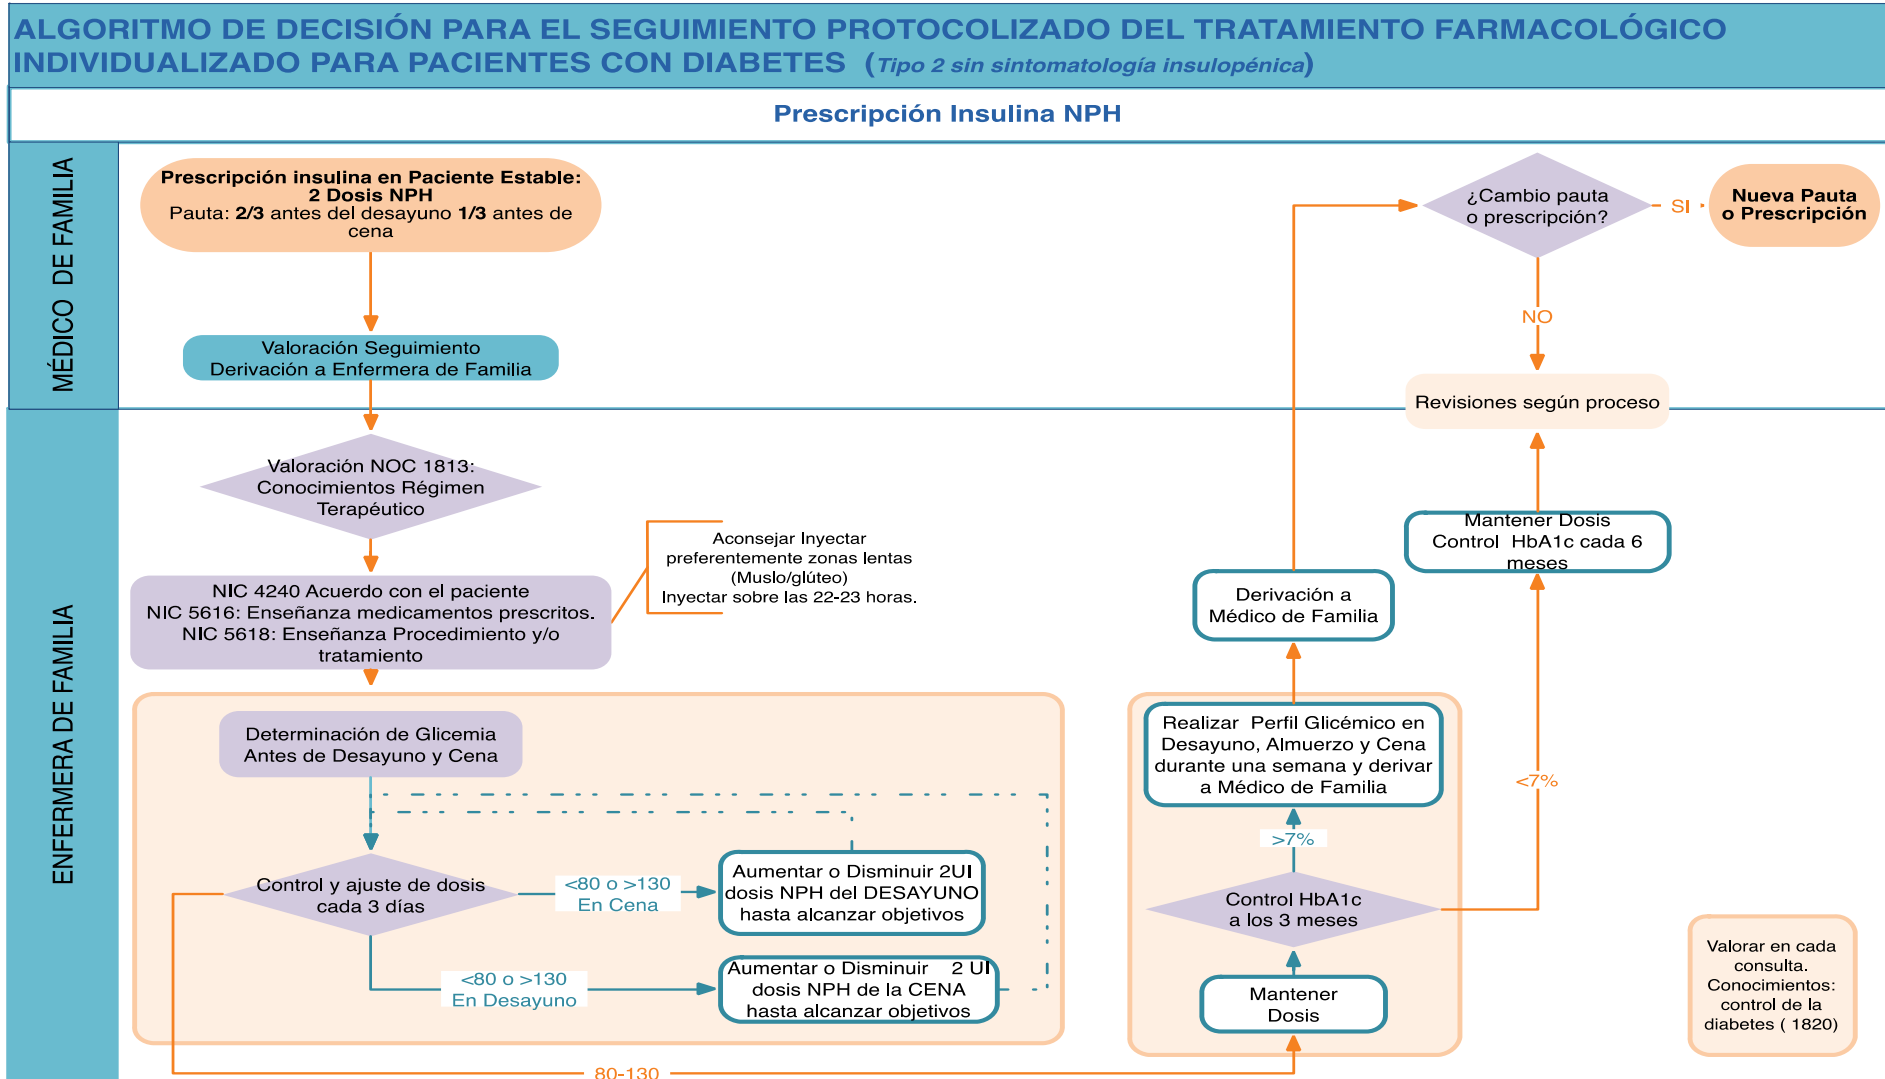 ALGORITMO DE DECISIÓN PARA EL SEGUIMIENTO PROTOCOLIZADO DEL TRATAMIENTO FARMACOLÓGICO
INDIVIDUALIZADO PARA PACIENTES CON DIABETES (Tipo 2 sin sintomatología insulopénica)
Prescripción Insulina NPH
MÉDICO DE FAMILIA
Prescripción insulina en Paciente Estable:
2 Dosis NPH
Pauta: 2/3 antes del desayuno 1/3 antes de
cena
Valoración Seguimiento
Derivación a Enfermera de Familia
¿Cambio pauta
o prescripción?
SI
Nueva Pauta
o Prescripción
NO
Revisiones según proceso
ENFERMERA DE FAMILIA
Valoración NOC 1813:
Conocimientos Régimen
Terapéutico
NIC 4240 Acuerdo con el paciente
NIC 5616: Enseñanza medicamentos prescritos.
NIC 5618: Enseñanza Procedimiento y/o
tratamiento
Aconsejar Inyectar
preferentemente zonas lentas
(Muslo/glúteo)
Inyectar sobre las 22-23 horas.
Determinación de Glicemia
Antes de Desayuno y Cena
Control y ajuste de dosis
cada 3 días
<80 o >130
En Cena
Aumentar o Disminuir 2UI
dosis NPH del DESAYUNO
hasta alcanzar objetivos
<80 o >130
En Desayuno
Aumentar o Disminuir 2 UI
dosis NPH de la CENA
hasta alcanzar objetivos
80-130
Mantener
Dosis
Control HbA1c
a los 3 meses
>7%
Realizar Perfil Glicémico en
Desayuno, Almuerzo y Cena
durante una semana y derivar
a Médico de Familia
Derivación a
Médico de Familia
<7%
Mantener Dosis
Control HbA1c cada 6
meses
Valorar en cada
consulta.
Conocimientos:
control de la
diabetes ( 1820)